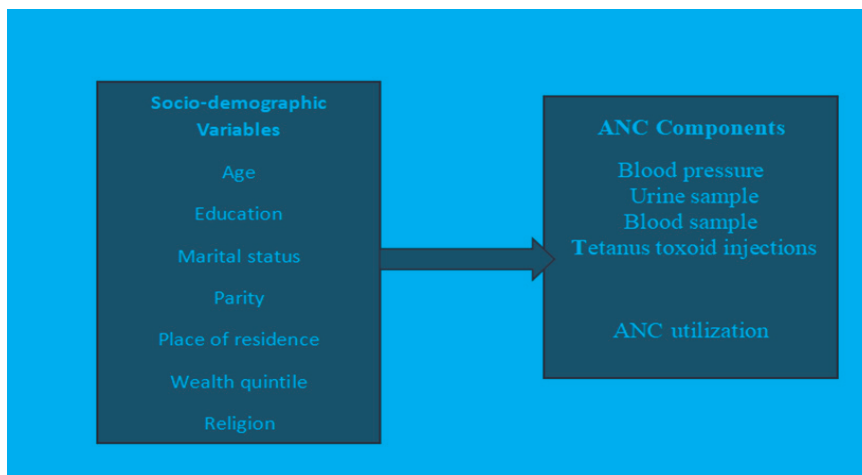 Socio-demographic
Variables
Age
Education
Marital status
Parity
Place of residence
Wealth quintile
Religion
ANC Components
Blood pressure
Urine sample
Blood sample
Tetanus toxoid injections
ANC utilization